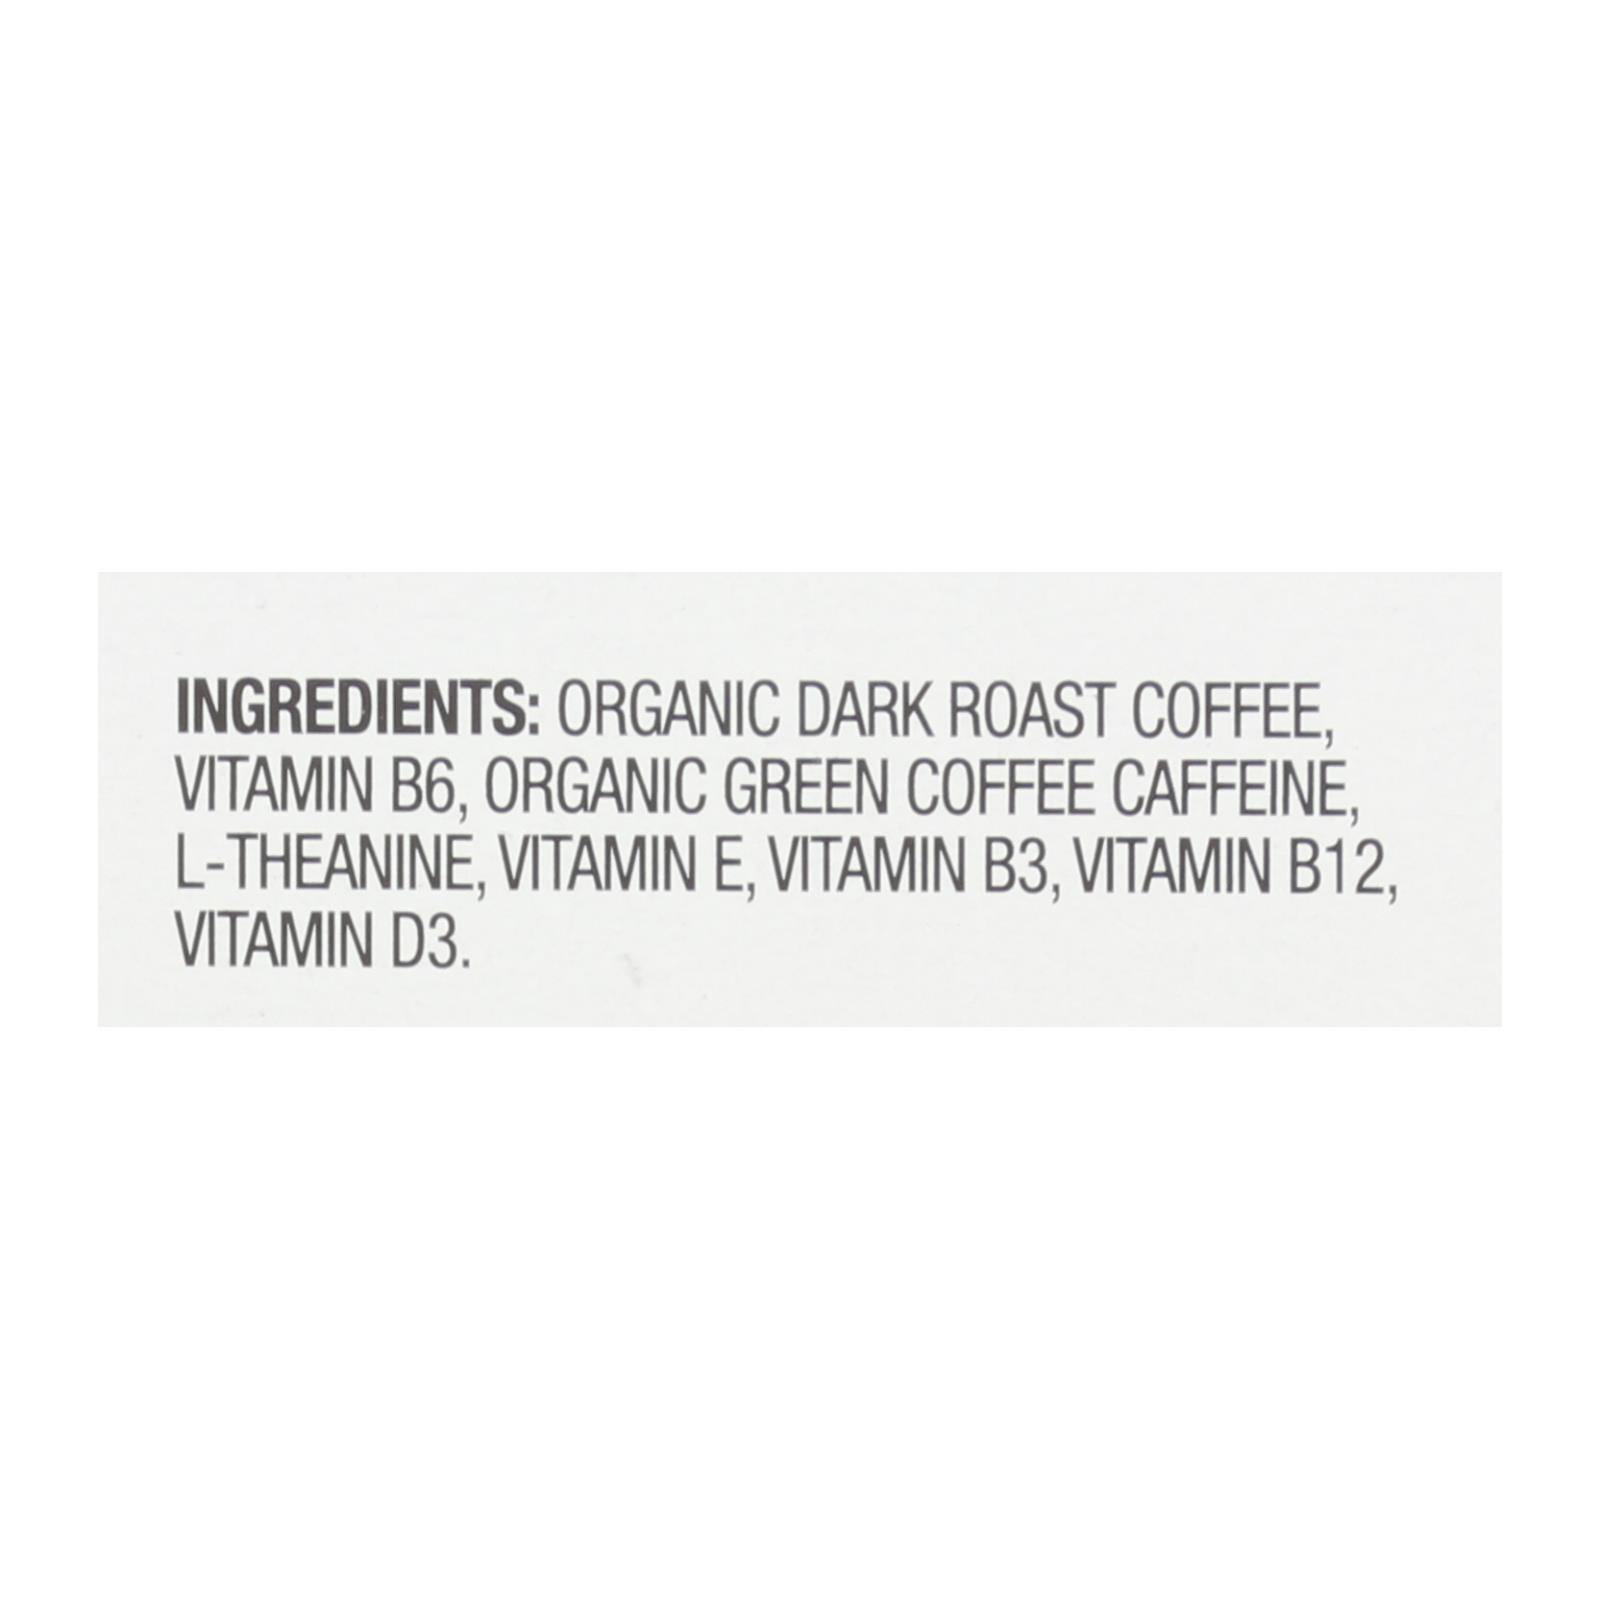 INGREDIENTS: ORGANIC DARK ROAST COFFEE,
VITAMIN B6, ORGANIC GREEN COFFEE CAFFEINE,
L-THEANINE, VITAMIN E, VITAMIN B3, VITAMIN B12,
VITAMIN D3.